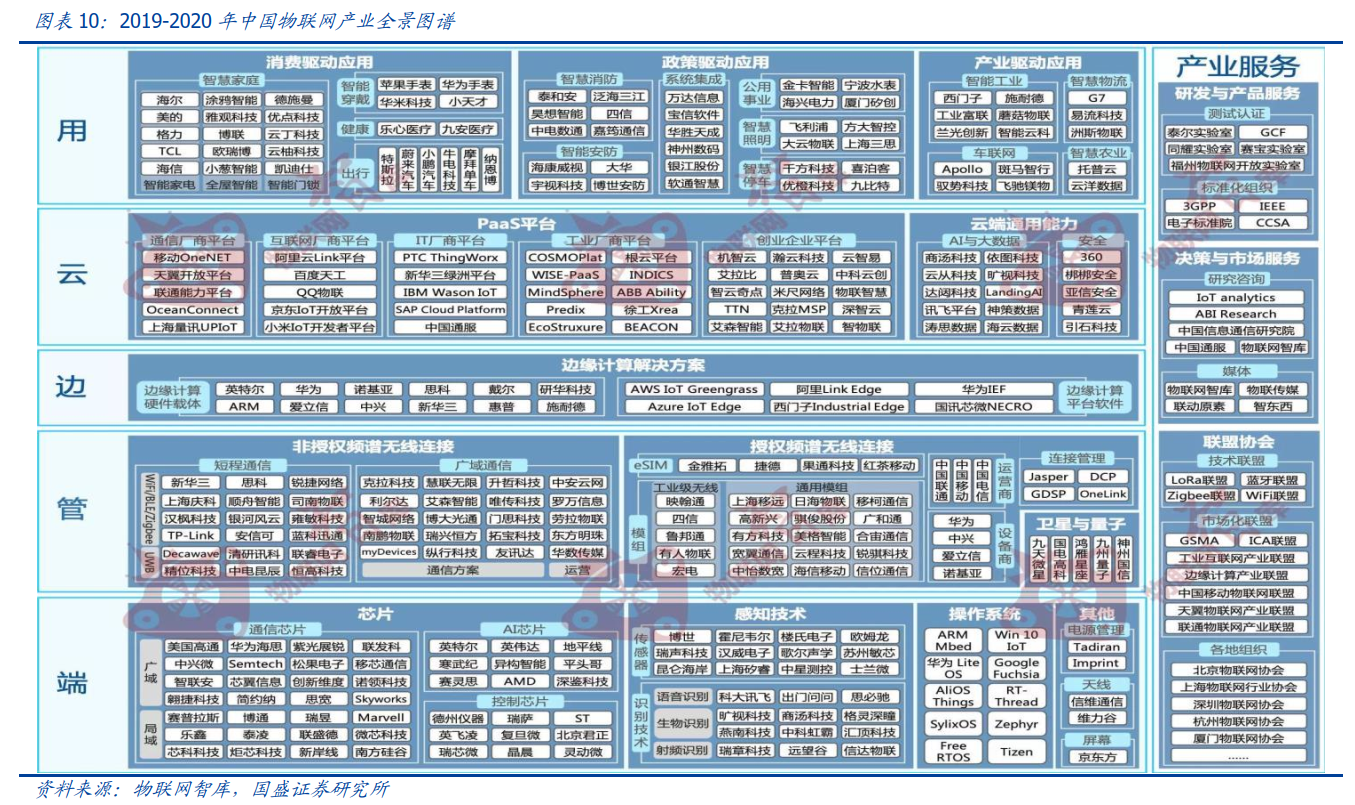 图表 10：2019-2020 年中国物联网产业全景图谱
用
消费驱动应用
智慧家庭
海尔 涂鸦智能 德施曼
美的 雅观科技 优点科技
格力 博联 云丁科技
TCL 欧瑞博 云柚科技
海信 小葱智能 凯迪仕
智能家电 全屋智能 智能门锁
智能穿戴
苹果手表 华为手表
华米科技 小天才
健康 乐心医疗 九安医疗
出行
特斯拉 蔚来汽车 小鹏汽车 牛电科技 摩拜单车 纳恩博
政策驱动应用
智慧消防
泰和安 泛海三江
昊想智能 四信
中电数通 嘉筠通信
智能安防
海康威视 大华
宇视科技 博世安防
系统集成
万达信息
宝信软件
华胜天成
神州数码
银江股份
软通智慧
公用事业
金卡智能 宁波水表
海兴电力 厦门矽创
智慧照明
飞利浦 方大智控
大云物联 上海三思
智慧停车
千方科技 喜泊客
优橙科技 九比特
产业驱动应用
智能工业
西门子 施耐德
工业富联 蘑菇物联
兰光创新 智能云科
车联网
Apollo 斑马智行
驭势科技 飞驰镁物
智慧物流
G7
易流科技
洲斯物联
智慧农业
托普云
云洋数据
云
PaaS平台
通信厂商平台
移动OneNET
天翼开放平台
联通能力平台
OceanConnect
上海量讯UPIoT
互联网厂商平台
阿里云Link平台
百度天工
QQ物联
京东IoT开放平台
小米IoT开发者平台
IT厂商平台
PTC ThingWorx
新华三绿洲平台
IBM Wason IoT
SAP Cloud Platform
中国通服
工业厂商平台
COSMOPlat 根云平台
WISE-PaaS INDICS
MindSphere ABB Ability
Predix 徐工Xrea
EcoStruxure BEACON
创业企业平台
机智云 瀚云科技 云智易
艾拉比 普奥云 中科云创
智云奇点 米尺网络 物联智慧
TTN 克拉MSP 深智云
艾森智能 艾拉物联 智物联
云端通用能力
AI与大数据
商汤科技 依图科技
云从科技 旷视科技
达闼科技 LandingAI
讯飞平台 神策数据
涛思数据 海云数据
安全
360
梆梆安全
亚信安全
青莲云
引石科技
边
边缘计算解决方案
边缘计算硬件载体
英特尔 华为 诺基亚 思科 戴尔 研华科技
ARM 爱立信 中兴 新华三 惠普 施耐德
AWS IoT Greengrass 阿里Link Edge 华为IEF
Azure IoT Edge 西门子Industrial Edge 国讯芯微NECRO
边缘计算平台软件
管
非授权频谱无线连接
短程通信
WiFi/BLE/Zigbee
新华三 思科 锐捷网络
上海庆科 顺舟智能 司南物联
汉枫科技 银河风云 雍敏科技
TP-Link 安信可 蓝科迅通
UWB
Decawave 清研讯科 联睿电子
精位科技 中电昆辰 恒高科技
广域通信
克拉科技 慧联无限 升哲科技 中安云网
利尔达 艾森智能 唯传科技 罗万信息
智城网络 博大光通 门思科技 劳拉物联
南鹏物联 瑞兴恒方 拓宝科技 东方明珠
myDevices 纵行科技 友讯达 华数传媒
通信方案 运营
授权频谱无线连接
eSIM 金雅拓 捷德 果通科技 红茶移动
模组
工业级无线
映翰通
四信
鲁邦通
有人物联
宏电
通用模组
上海移远 日海物联 移柯通信
高新兴 骐俊股份 广和通
有方科技 美格智能 合宙通信
宽翼通信 云程科技 锐骐科技
中怡数宽 海信移动 信位通信
中国联通 中国移动 中国电信 运营商
华为
中兴
爱立信
诺基亚
设备商
连接管理
Jasper DCP
GDSP OneLink
卫星与量子
九天微星 国电高科 鸿雁星座 九州量子 神州国信
端
芯片
通信芯片
广域
美国高通 华为海思 紫光展锐 联发科
中兴微 Semtech 松果电子 移芯通信
智联安 芯翼信息 创新维度 诺领科技
翱捷科技 简约纳 思宽 Skyworks
局域
赛普拉斯 博通 瑞昱 Marvell
乐鑫 泰凌 联盛德 微芯科技
芯科科技 炬芯科技 新岸线 南方硅谷
AI芯片
英特尔 英伟达 地平线
寒武纪 异构智能 平头哥
赛灵思 AMD 深鉴科技
控制芯片
德州仪器 瑞萨 ST
英飞凌 复旦微 北京君正
瑞芯微 晶晨 灵动微
感知技术
传感器
博世 霍尼韦尔 楼氏电子 欧姆龙
瑞声科技 汉威电子 歌尔声学 苏州敏芯
昆仑海岸 上海矽睿 中星测控 士兰微
识别技术
语音识别 科大讯飞 出门问问 思必驰
生物识别
旷视科技 商汤科技 格灵深瞳
燕南科技 中科虹霸 汇顶科技
射频识别 瑞章科技 远望谷 信达物联
操作系统
ARM Mbed Win 10 IoT
华为 Lite OS Google Fuchsia
AliOS Things RT-Thread
SylixOS Zephyr
Free RTOS Tizen
其他
电源管理
Tadiran
Imprint
天线
信维通信
维力谷
屏幕
京东方
产业服务
研发与产品服务
测试认证
泰尔实验室 GCF
同耀实验室 赛宝实验室
福州物联网开放实验室
标准化组织
3GPP IEEE
电子标准院 CCSA
决策与市场服务
研究咨询
IoT analytics
ABI Research
中国信息通信研究院
中国通服 物联网智库
媒体
物联网智库 物联传媒
联动原素 智东西
联盟协会
技术联盟
LoRa联盟 蓝牙联盟
Zigbee联盟 WiFi联盟
市场化联盟
GSMA ICA联盟
工业互联网产业联盟
边缘计算产业联盟
中国移动物联网联盟
天翼物联网产业联盟
联通物联网产业联盟
各地组织
北京物联网协会
上海物联网行业协会
深圳物联网协会
杭州物联网协会
厦门物联网协会
......
资料来源：物联网智库，国盛证券研究所